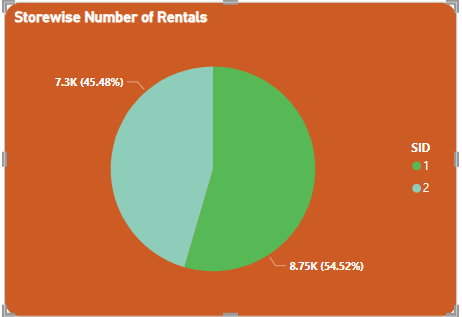 Storewise Number of Rentals
7.3K (45.48%)
SID
1
2
8.75K (54.52%)